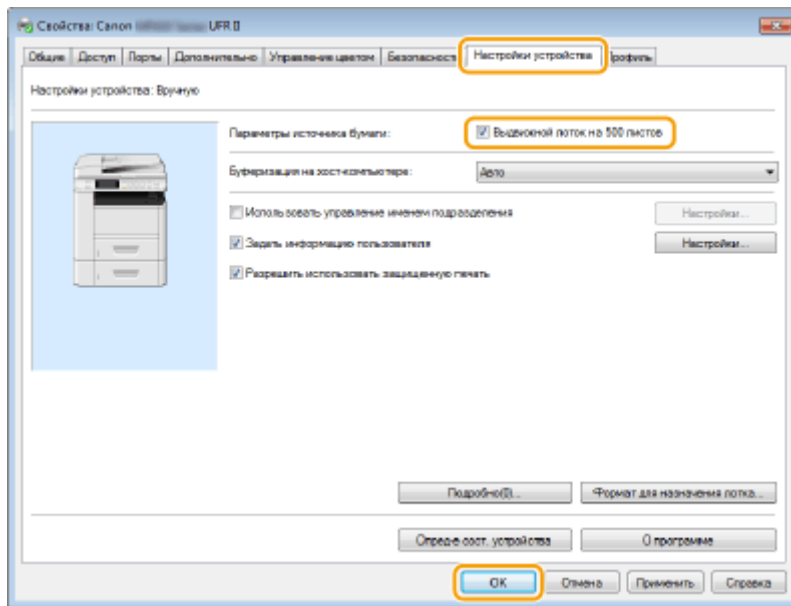 Свойства: Canon UFR II
Общие Доступ Порты Дополнительно Управление цветом Безопасность Настройки устройства Профиль
Настройки устройства: Вручную
Параметры источника бумаги: Выдвижной лоток на 500 листов
Буферизация на хост-компьютере: Авто
Использовать управление именем подразделения Настройки...
Задать информацию пользователя Настройки...
Разрешить использовать защищенную печать
Подробно(I)... Формат для назначения лотка...
Опред-е сост. устройства О программе
OK Отмена Применить Справка